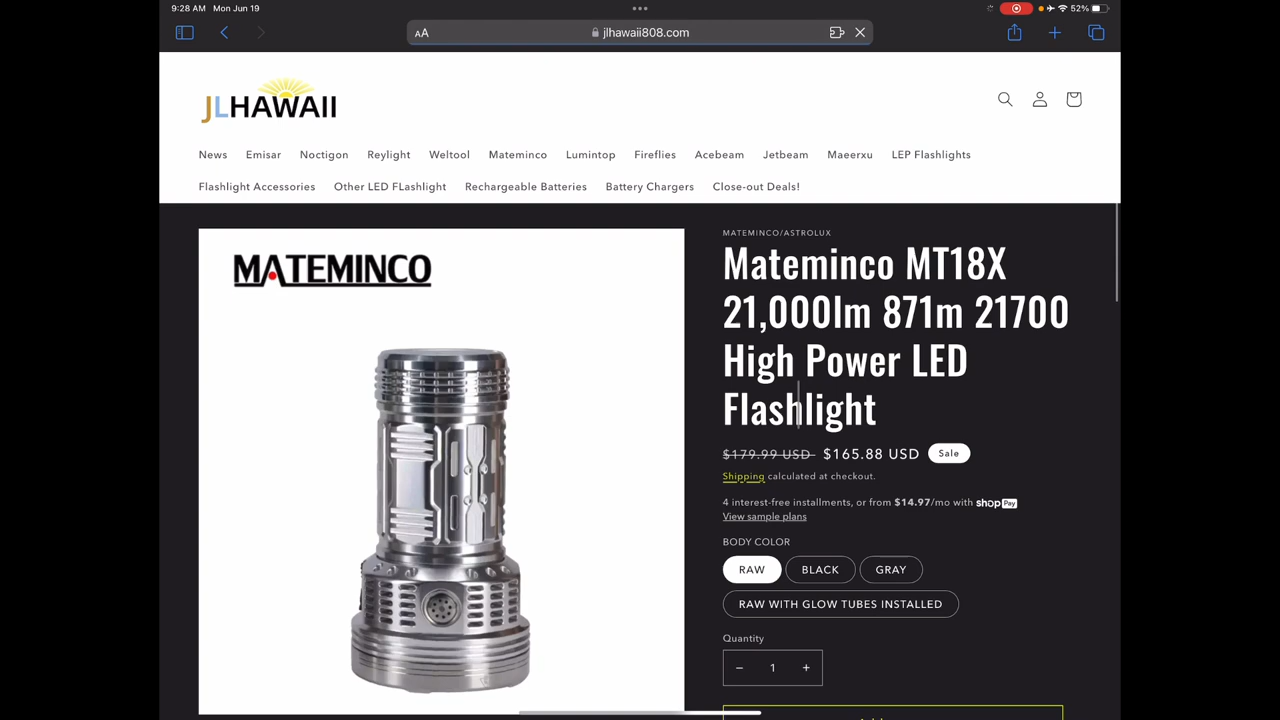 9:28 AM Mon Jun 19
52%
AA
jlhawaii808.com
JLHAWAII
News Emisar Noctigon Reylight Weltool Mateminco Lumintop Fireflies Acebeam Jetbeam Maeerxu LEP Flashlights
Flashlight Accessories Other LED FLashlight Rechargeable Batteries Battery Chargers Close-out Deals!
MATEMINCO
MATEMINCO/ASTROLUX
Mateminco MT18X
21,000lm 871m 21700
High Power LED
Flashlight
$179.99 USD $165.88 USD Sale
Shipping calculated at checkout.
4 interest-free installments, or from $14.97/mo with shop Pay
View sample plans
BODY COLOR
RAW BLACK GRAY
RAW WITH GLOW TUBES INSTALLED
Quantity
− 1 +